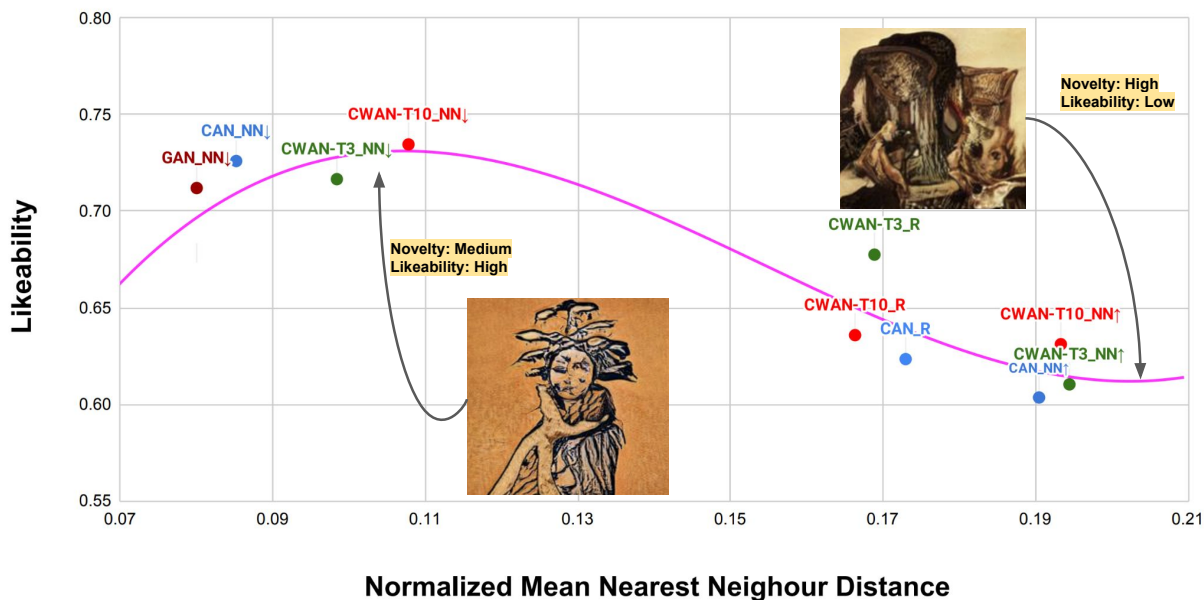 0.80
0.75
0.70
0.65
0.60
0.55
Likeability
GAN_NN↓
CAN_NN↓
CWAN-T3_NN↓
CWAN-T10_NN↓
Novelty: Medium
Likeability: High
Novelty: High
Likeability: Low
CWAN-T3_R
CWAN-T10_R
CAN_R
CWAN-T10_NN↑
CWAN-T3_NN↑
CAN_NN↑
0.07
0.09
0.11
0.13
0.15
0.17
0.19
0.21
Normalized Mean Nearest Neighour Distance